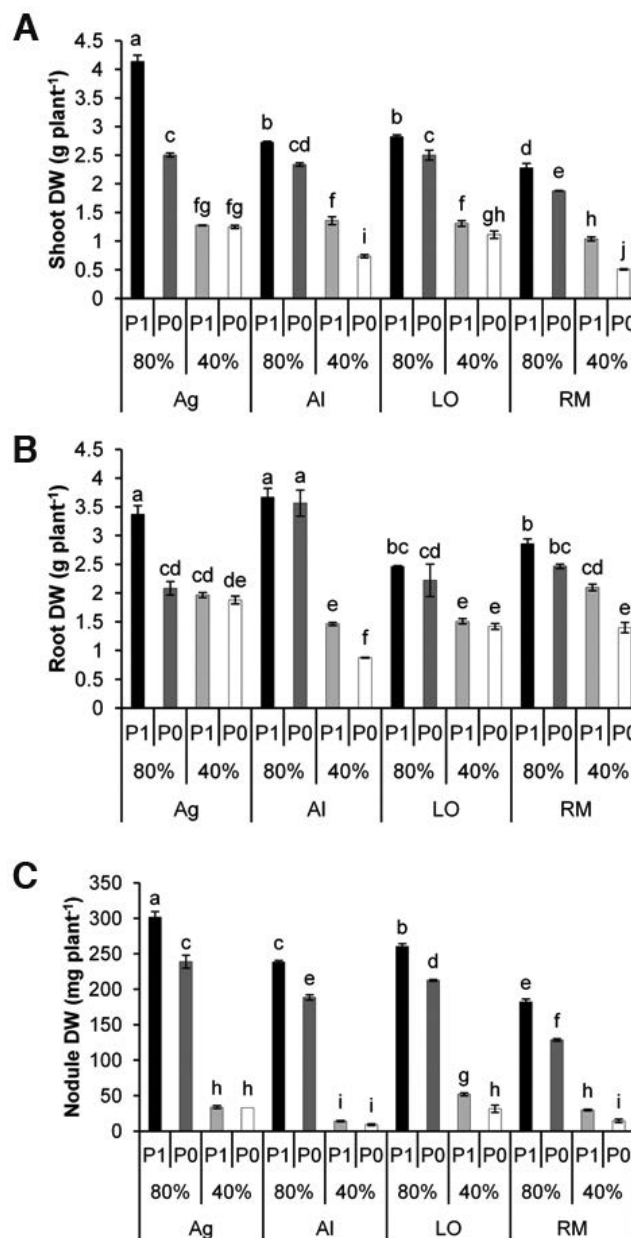 A
Shoot DW (g plant⁻¹)
4.5
4
3.5
3
2.5
2
1.5
1
0.5
0
a c fg fg b cd f i b c f gh d e h j
P1 P0 P1 P0 P1 P0 P1 P0 P1 P0 P1 P0 P1 P0 P1 P0
80% 40% 80% 40% 80% 40% 80% 40%
Ag Al LO RM
B
Root DW (g plant⁻¹)
4.5
4
3.5
3
2.5
2
1.5
1
0.5
0
a cd cd de a a e f bc cd e e b bc cd e
P1 P0 P1 P0 P1 P0 P1 P0 P1 P0 P1 P0 P1 P0 P1 P0
80% 40% 80% 40% 80% 40% 80% 40%
Ag Al LO RM
C
Nodule DW (mg plant⁻¹)
350
300
250
200
150
100
50
0
a c h h c e i i b d g h e f h i
P1 P0 P1 P0 P1 P0 P1 P0 P1 P0 P1 P0 P1 P0 P1 P0
80% 40% 80% 40% 80% 40% 80% 40%
Ag Al LO RM